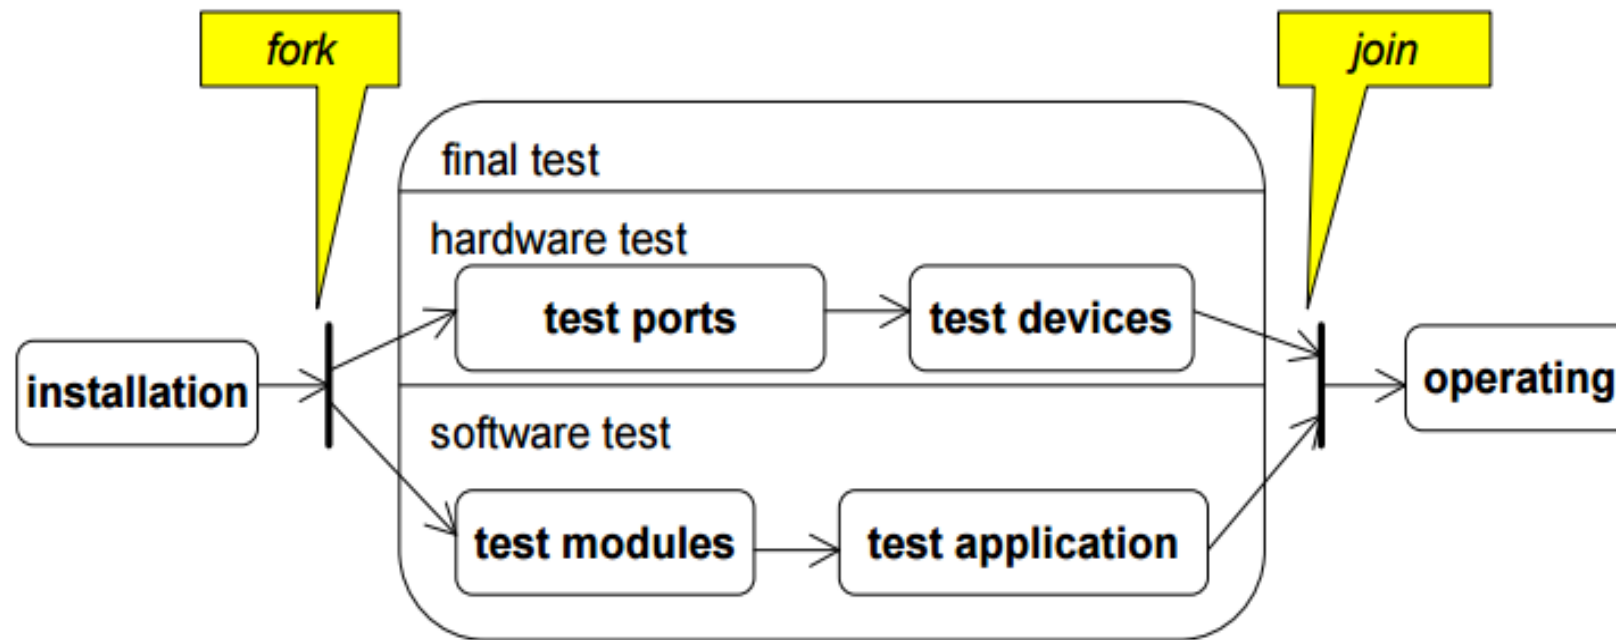 fork
join
final test
hardware test
test ports
test devices
installation
operating
software test
test modules
test application